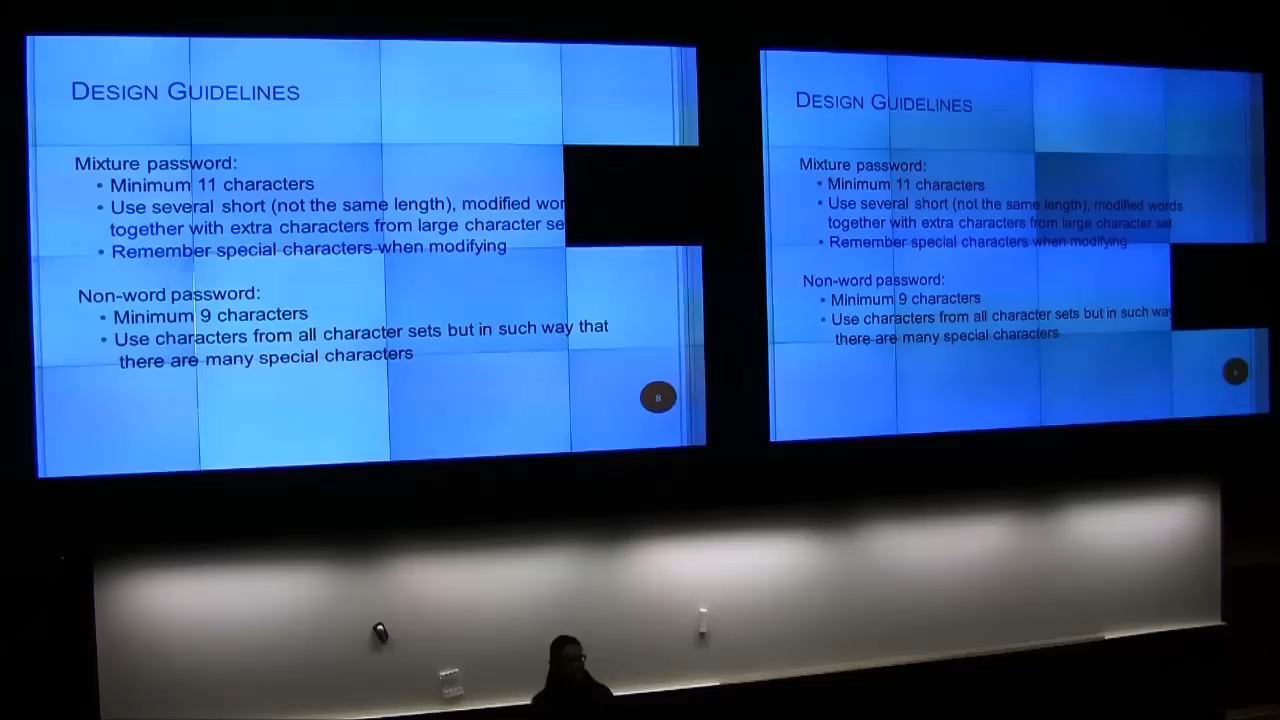 DESIGN GUIDELINES
Mixture password:
• Minimum 11 characters
• Use several short (not the same length), modified wor
together with extra characters from large character se
• Remember special characters when modifying
Non-word password:
• Minimum 9 characters
• Use characters from all character sets but in such way that
there are many special characters
8
DESIGN GUIDELINES
Mixture password:
• Minimum 11 characters
• Use several short (not the same length), modified words
together with extra characters from large character set
• Remember special characters when modifying
Non-word password:
• Minimum 9 characters
• Use characters from all character sets but in such way
there are many special characters